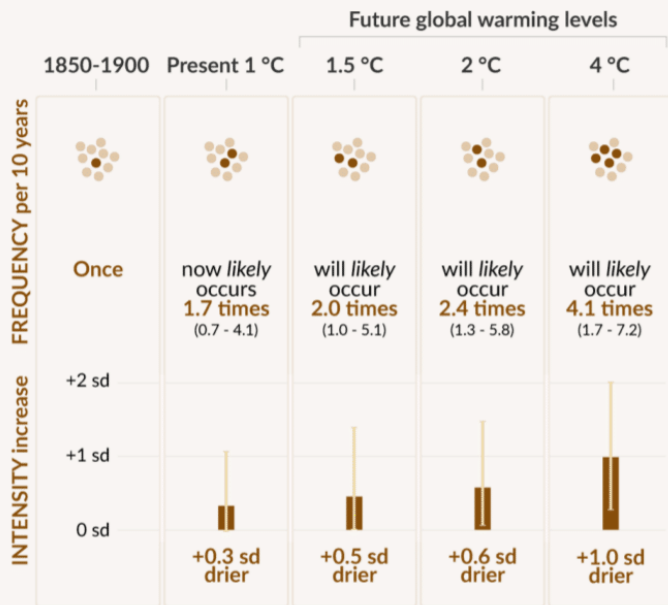 Future global warming levels
1850-1900
Present 1 °C
1.5 °C
2 °C
4 °C
FREQUENCY per 10 years
Once
now likely
occurs
1.7 times
(0.7 - 4.1)
will likely
occur
2.0 times
(1.0 - 5.1)
will likely
occur
2.4 times
(1.3 - 5.8)
will likely
occur
4.1 times
(1.7 - 7.2)
INTENSITY increase
+2 sd
+1 sd
0 sd
+0.3 sd
drier
+0.5 sd
drier
+0.6 sd
drier
+1.0 sd
drier